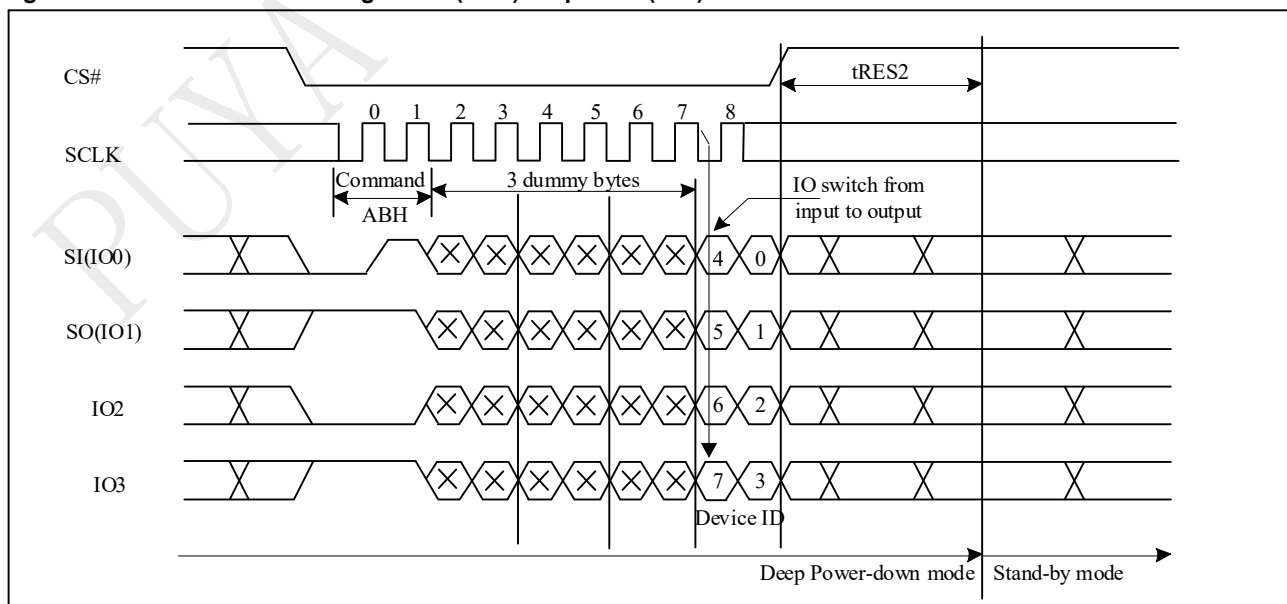 PUYA
CS#
tRES2
0 1 2 3 4 5 6 7 8
SCLK
Command
3 dummy bytes
IO switch from
input to output
ABH
SI(IO0)
4 0
SO(IO1)
5 1
IO2
6 2
IO3
7 3
Device ID
Deep Power-down mode
Stand-by mode